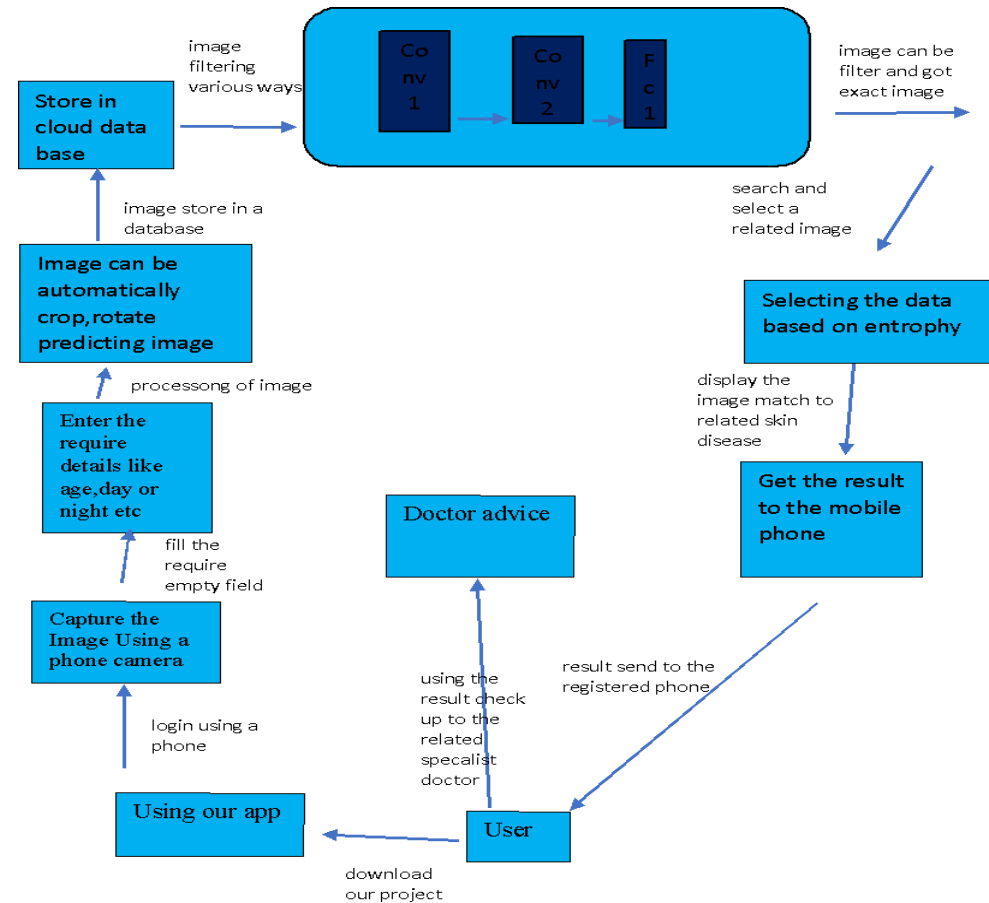 image
filtering
various ways
Co
nv
1
Co
nv
2
F
c
1
image can be
filter and got
exact image
Store in
cloud data
base
search and
select a
related image
image store in a
database
Image can be
automatically
crop,rotate
predicting image
Selecting the data
based on entrophy
processong of image
display the
image match to
related skin
disease
Enter the
require
details like
age,day or
night etc
Get the result
to the mobile
phone
Doctor advice
fill the
require
empty field
Capture the
Image Using a
phone camera
result send to the
registered phone
using the
result check
up to the
related
specalist
doctor
login using a
phone
Using our app
User
download
our project